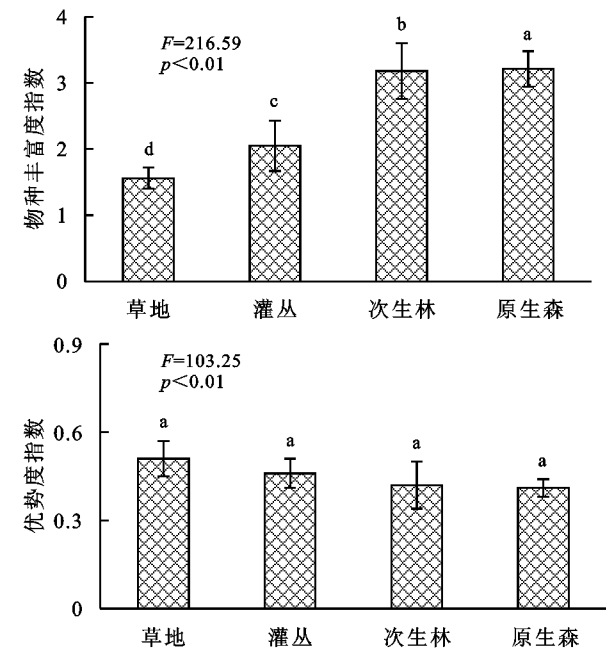 物种丰富度指数
4
3
2
1
0
F=216.59
p<0.01
d
c
b
a
草地 灌丛 次生林 原生森
优势度指数
0.9
0.6
0.3
0
F=103.25
p<0.01
a
a
a
a
草地 灌丛 次生林 原生森